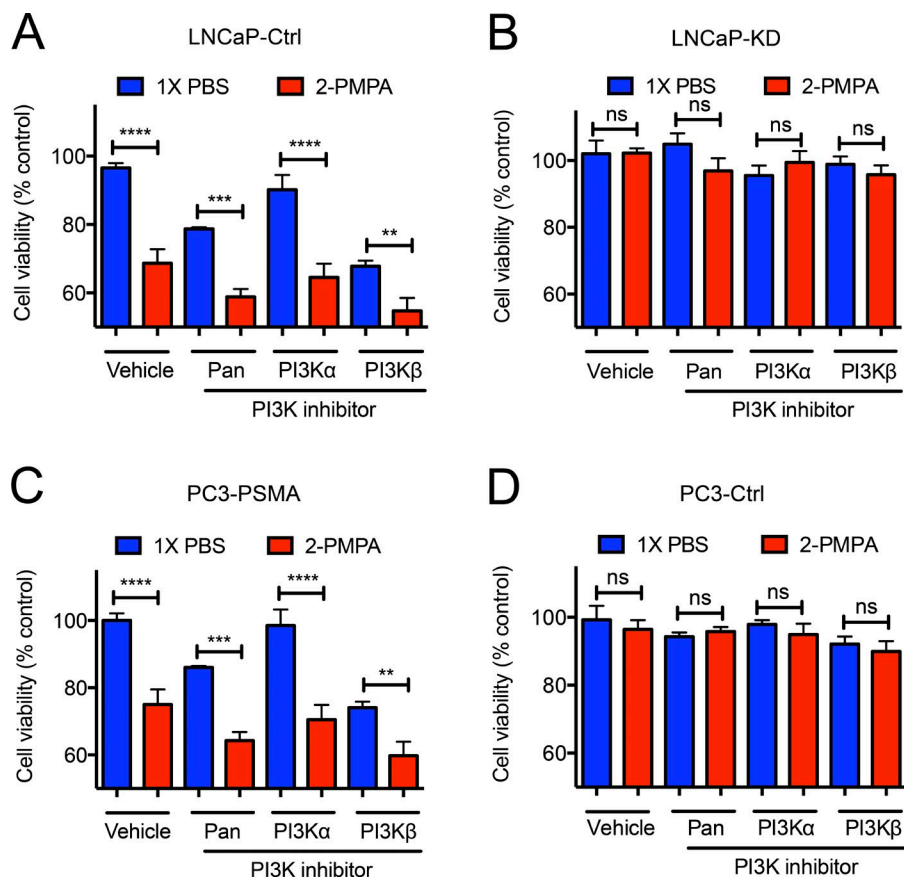 A
LNCaP-Ctrl
1X PBS 2-PMPA
Cell viability (% control)
100
80
60
**** *** **** **
Vehicle Pan PI3Kα PI3Kβ
PI3K inhibitor
B
LNCaP-KD
1X PBS 2-PMPA
Cell viability (% control)
100
80
60
ns ns ns ns
Vehicle Pan PI3Kα PI3Kβ
PI3K inhibitor
C
PC3-PSMA
1X PBS 2-PMPA
Cell viability (% control)
100
80
60
**** *** **** **
Vehicle Pan PI3Kα PI3Kβ
PI3K inhibitor
D
PC3-Ctrl
1X PBS 2-PMPA
Cell viability (% control)
100
80
60
ns ns ns ns
Vehicle Pan PI3Kα PI3Kβ
PI3K inhibitor